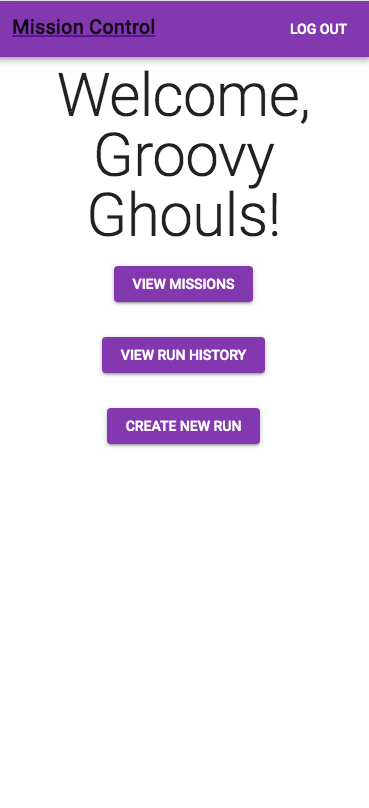 Mission Control
LOG OUT
Welcome,
Groovy
Ghouls!
VIEW MISSIONS
VIEW RUN HISTORY
CREATE NEW RUN